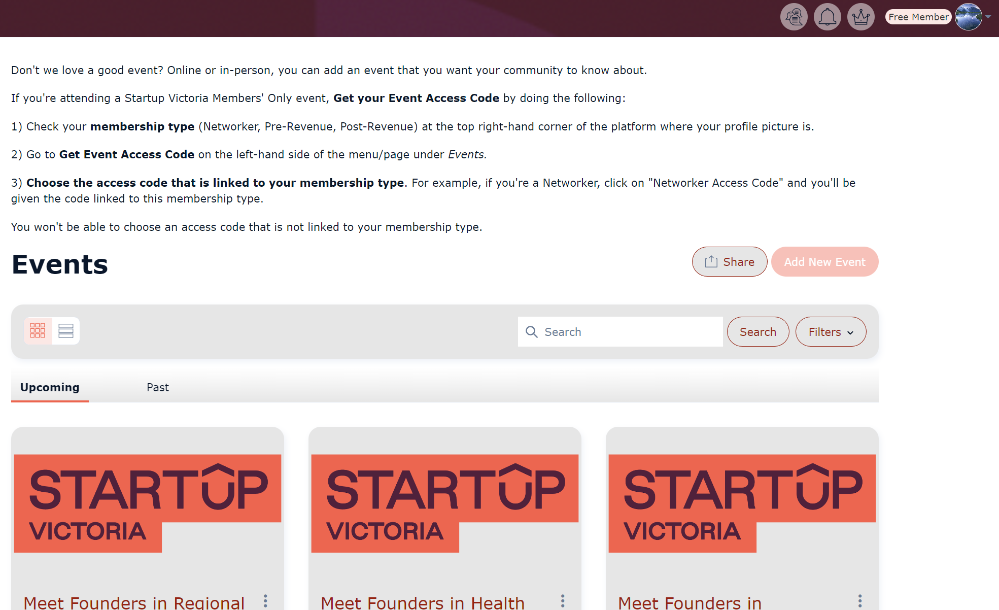 Free Member
Don't we love a good event? Online or in-person, you can add an event that you want your community to know about.
If you're attending a Startup Victoria Members' Only event, Get your Event Access Code by doing the following:
1) Check your membership type (Networker, Pre-Revenue, Post-Revenue) at the top right-hand corner of the platform where your profile picture is.
2) Go to Get Event Access Code on the left-hand side of the menu/page under Events.
3) Choose the access code that is linked to your membership type. For example, if you're a Networker, click on "Networker Access Code" and you'll be
given the code linked to this membership type.
You won't be able to choose an access code that is not linked to your membership type.
Events
Share
Add New Event
Search
Search
Filters
Upcoming
Past
STARTUP
VICTORIA
STARTUP
VICTORIA
STARTUP
VICTORIA
Meet Founders in Regional
Meet Founders in Health
Meet Founders in